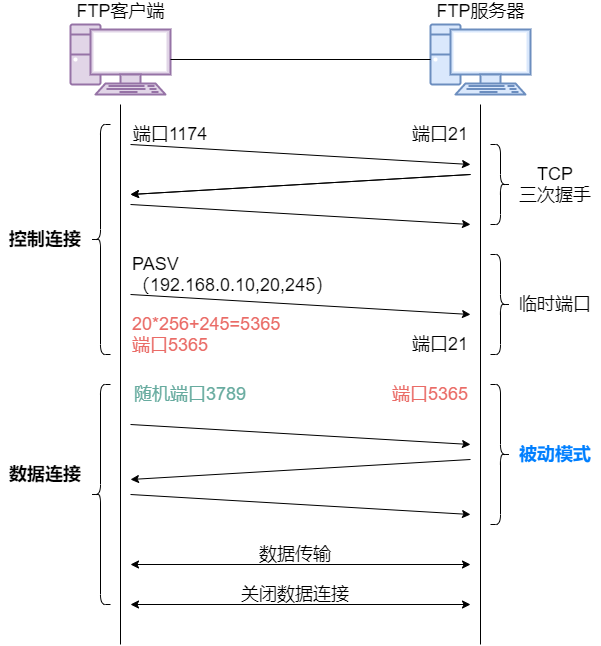 FTP客户端
FTP服务器
端口1174
端口21
TCP
三次握手
控制连接
PASV
（192.168.0.10,20,245）
临时端口
20*256+245=5365
端口5365
端口21
随机端口3789
端口5365
数据连接
被动模式
数据传输
关闭数据连接